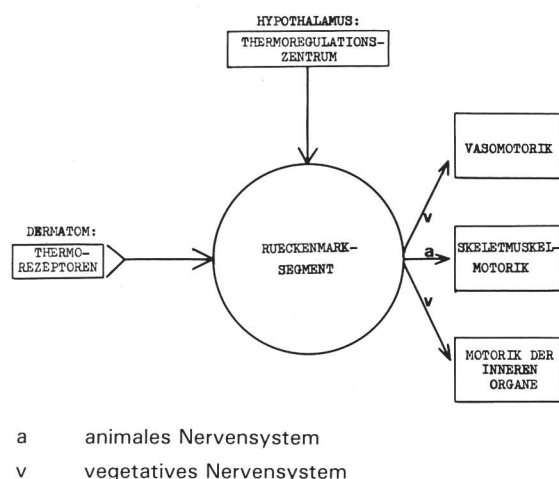 HYPOTHALAMUS:
THERMOREGULATIONS-
ZENTRUM
VASOMOTORIK
v
DERMATOM:
THERMO-
REZEPTOREN
RUECKENMARK-
SEGMENT
a
SKELETMUSKEL-
MOTORIK
v
MOTORIK DER
INNEREN
ORGANE
a animales Nervensystem
v vegetatives Nervensystem